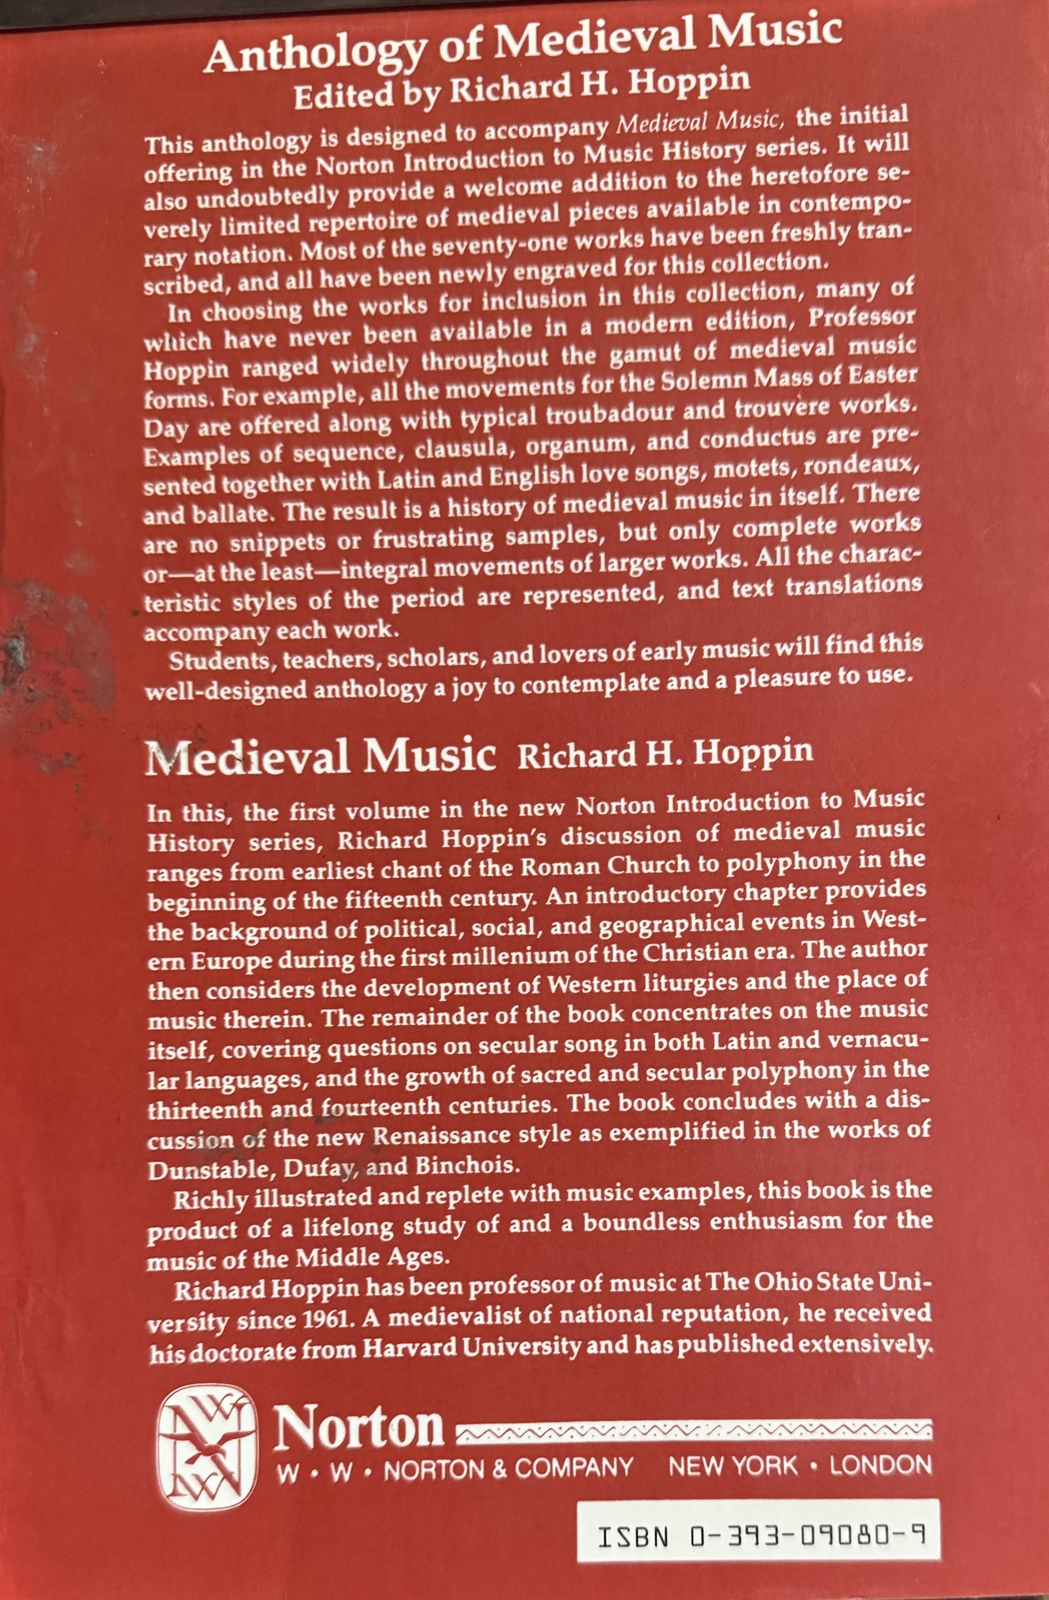 Anthology of Medieval Music
Edited by Richard H. Hoppin
This anthology is designed to accompany Medieval Music, the initial
offering in the Norton Introduction to Music History series. It will
also undoubtedly provide a welcome addition to the heretofore se-
verely limited repertoire of medieval pieces available in contempo-
rary notation. Most of the seventy-one works have been freshly tran-
scribed, and all have been newly engraved for this collection.
In choosing the works for inclusion in this collection, many of
which have never been available in a modern edition, Professor
Hoppin ranged widely throughout the gamut of medieval music
forms. For example, all the movements for the Solemn Mass of Easter
Day are offered along with typical troubadour and trouvère works.
Examples of sequence, clausula, organum, and conductus are pre-
sented together with Latin and English love songs, motets, rondeaux,
and ballate. The result is a history of medieval music in itself. There
are no snippets or frustrating samples, but only complete works
or—at the least—integral movements of larger works. All the charac-
teristic styles of the period are represented, and text translations
accompany each work.
Students, teachers, scholars, and lovers of early music will find this
well-designed anthology a joy to contemplate and a pleasure to use.
Medieval Music Richard H. Hoppin
In this, the first volume in the new Norton Introduction to Music
History series, Richard Hoppin's discussion of medieval music
ranges from earliest chant of the Roman Church to polyphony in the
beginning of the fifteenth century. An introductory chapter provides
the background of political, social, and geographical events in West-
ern Europe during the first millenium of the Christian era. The author
then considers the development of Western liturgies and the place of
music therein. The remainder of the book concentrates on the music
itself, covering questions on secular song in both Latin and vernacu-
lar languages, and the growth of sacred and secular polyphony in the
thirteenth and fourteenth centuries. The book concludes with a dis-
cussion of the new Renaissance style as exemplified in the works of
Dunstable, Dufay, and Binchois.
Richly illustrated and replete with music examples, this book is the
product of a lifelong study of and a boundless enthusiasm for the
music of the Middle Ages.
Richard Hoppin has been professor of music at The Ohio State Uni-
versity since 1961. A medievalist of national reputation, he received
his doctorate from Harvard University and has published extensively.
Norton
W • W • NORTON & COMPANY NEW YORK • LONDON
ISBN 0-393-09080-9